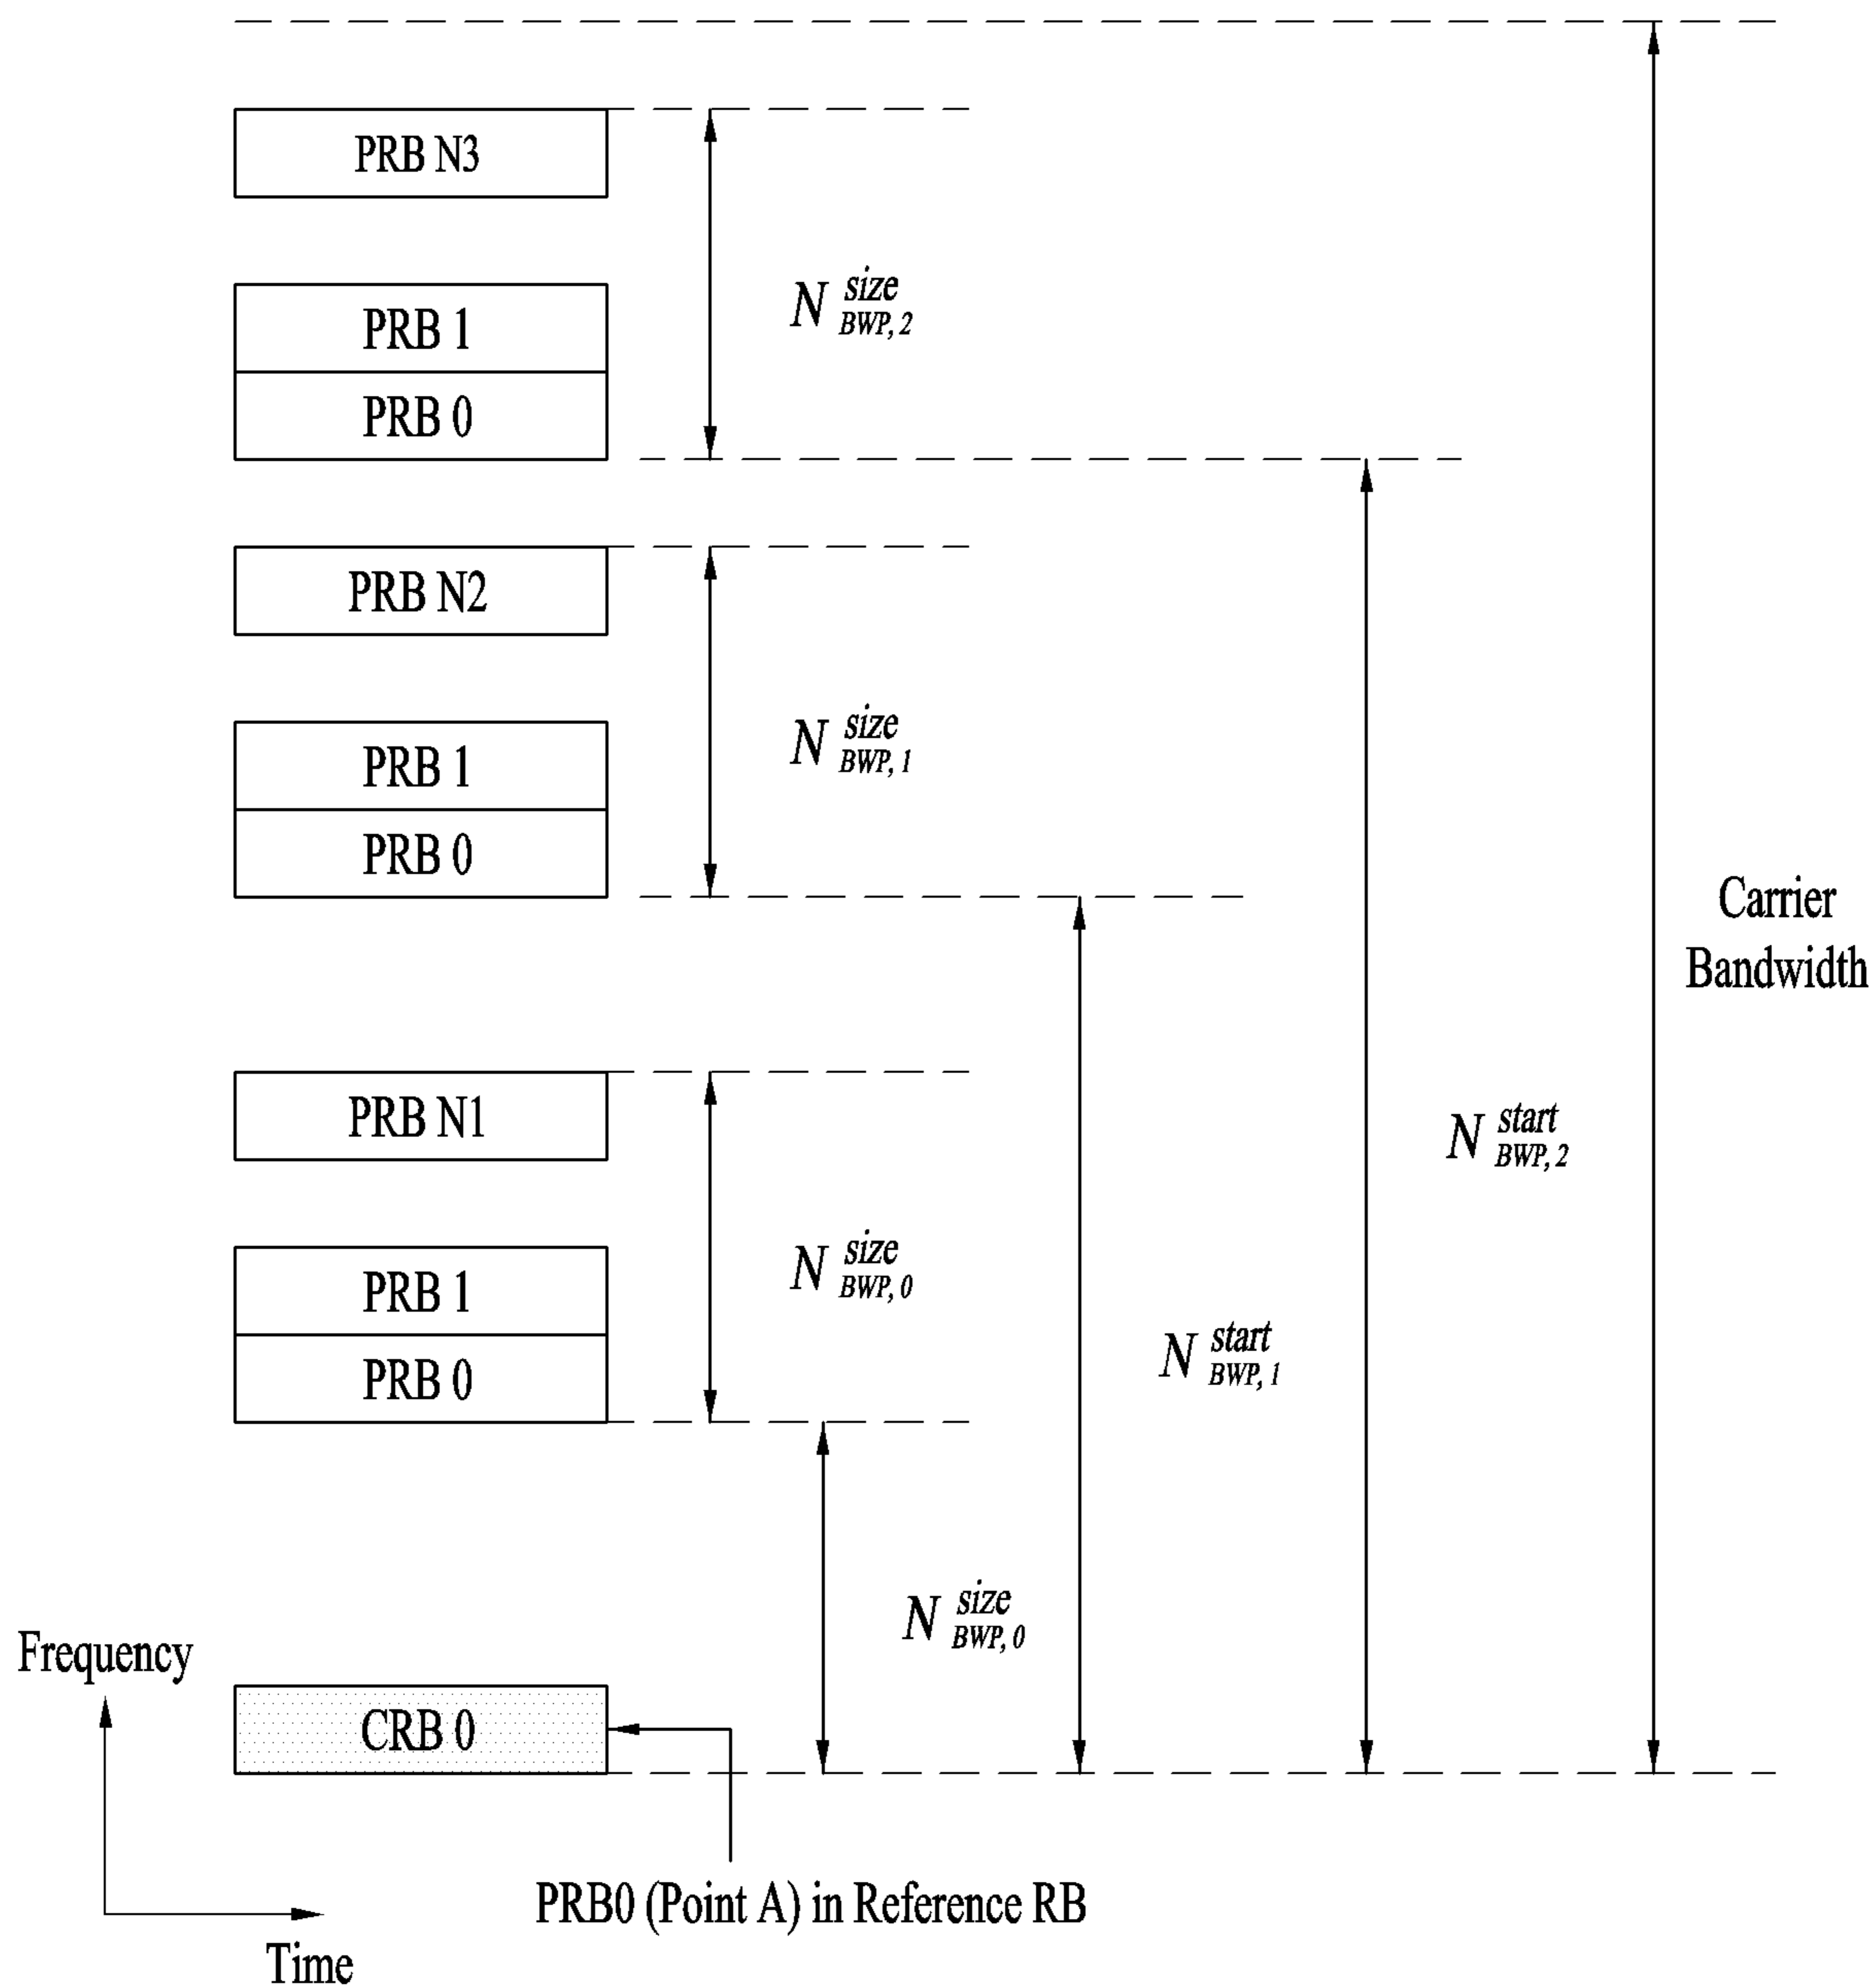 PRB N3
PRB 1
PRB 0
N size BWP, 2
PRB N2
PRB 1
PRB 0
N size BWP, 1
Carrier
Bandwidth
PRB N1
PRB 1
PRB 0
N size BWP, 0
N start BWP, 2
N start BWP, 1
N size BWP, 0
Frequency
CRB 0
PRB0 (Point A) in Reference RB
Time